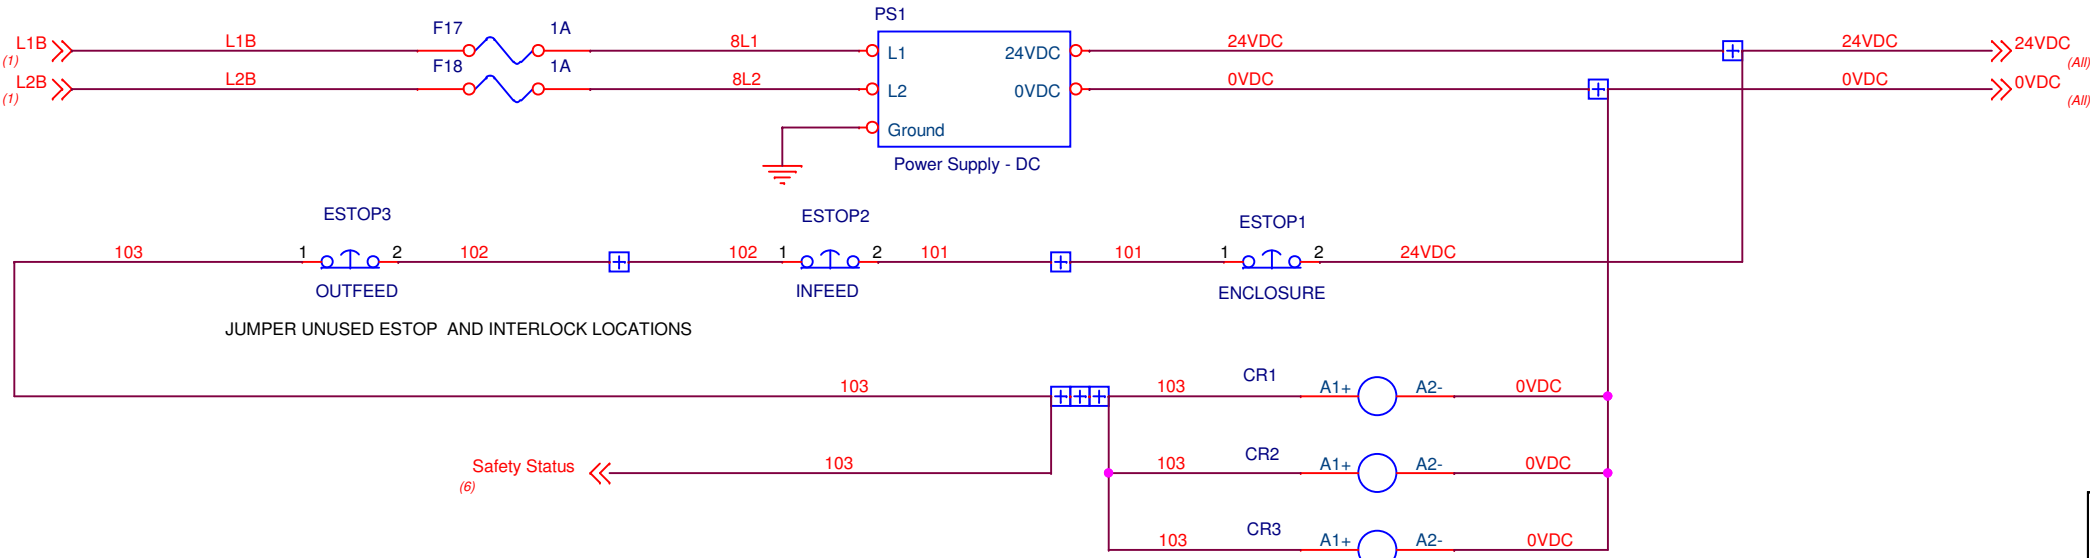 PS1
F17 1A
L1B L1B 8L1 L1 24VDC 24VDC 24VDC 24VDC
(1) (All)
F18 1A
L2B L2B 8L2 L2 0VDC 0VDC 0VDC 0VDC
(1) (All)
Ground
Power Supply - DC
ESTOP3 ESTOP2 ESTOP1
103 1 2 102 102 1 2 101 101 1 2 24VDC
OUTFEED INFEED ENCLOSURE
JUMPER UNUSED ESTOP AND INTERLOCK LOCATIONS
CR1
103 103 A1+ A2- 0VDC
CR2
Safety Status 103 103 A1+ A2- 0VDC
(6)
CR3
103 A1+ A2- 0VDC